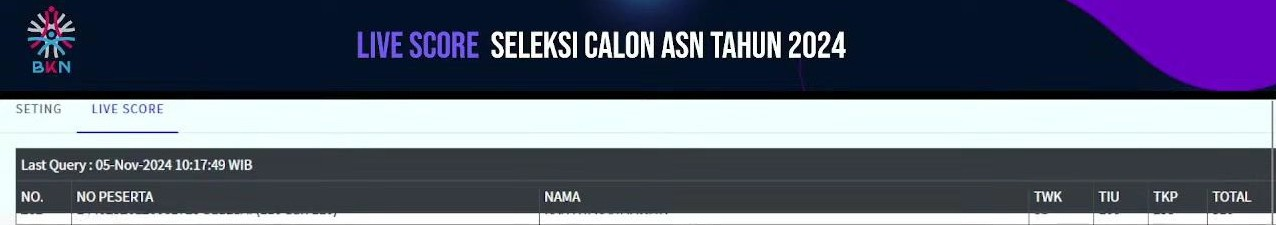 BKN
LIVE SCORE SELEKSI CALON ASN TAHUN 2024
SETING LIVE SCORE
Last Query : 05-Nov-2024 10:17:49 WIB
NO. NO PESERTA NAMA TWK TIU TKP TOTAL